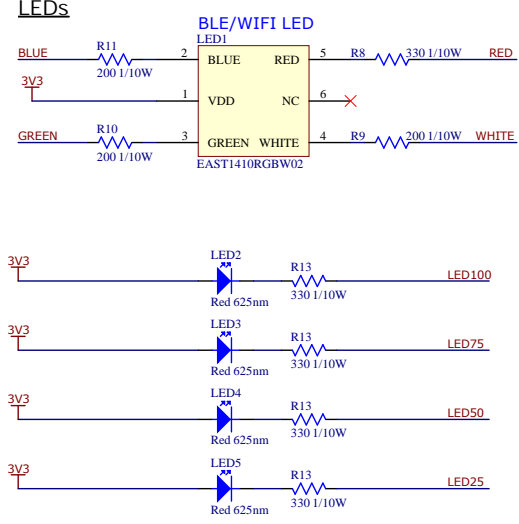 LEDs
BLE/WIFI LED
LED1
BLUE R11 2 BLUE RED 5 R8 330 1/10W RED
200 1/10W
3V3 1 VDD NC 6
GREEN R10 3 GREEN WHITE 4 R9 200 1/10W WHITE
200 1/10W
EAST1410RGBW02
3V3 LED2 R13 LED100
Red 625nm 330 1/10W
3V3 LED3 R13 LED75
Red 625nm 330 1/10W
3V3 LED4 R13 LED50
Red 625nm 330 1/10W
3V3 LED5 R13 LED25
Red 625nm 330 1/10W